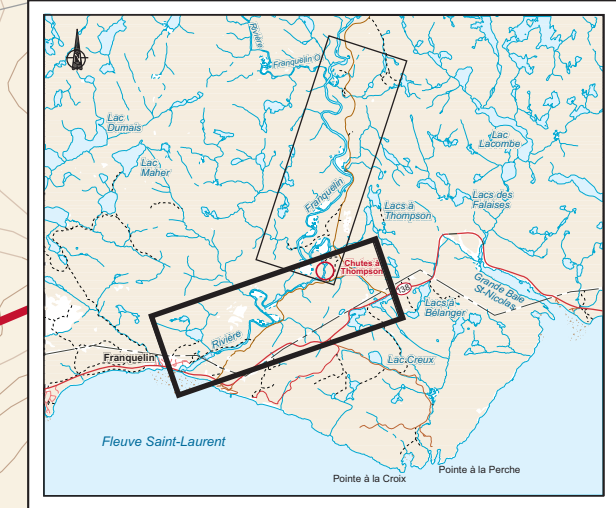 Rivière
Franquelin O
Lac
Dumais
Lac
Maher
Lac
Lacombe
Lacs des
Falaises
Franquelin
Lacs à
Thompson
Chutes à
Thompson
138
Grande Baie
St-Nicolas
Lacs à
Bélanger
Rivière
Franquelin
Lac Creux
Fleuve Saint-Laurent
Pointe à la Croix
Pointe à la Perche